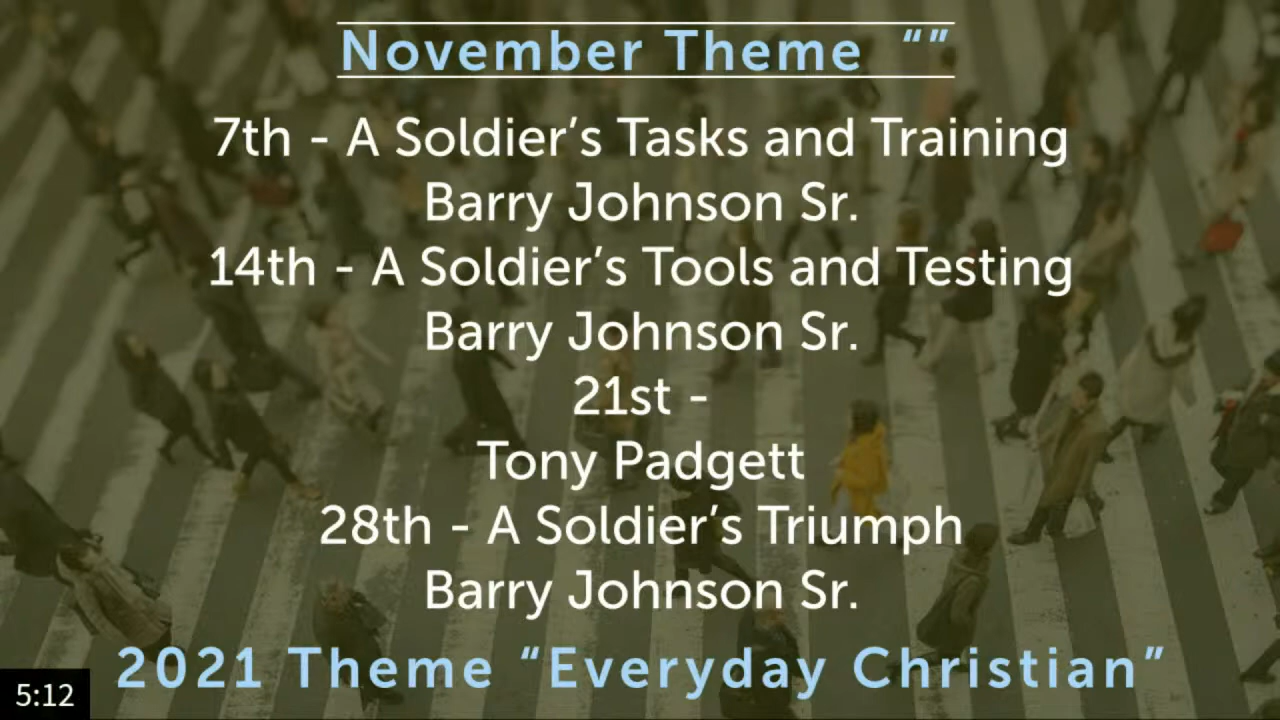 November Theme “”
7th - A Soldier’s Tasks and Training
Barry Johnson Sr.
14th - A Soldier’s Tools and Testing
Barry Johnson Sr.
21st -
Tony Padgett
28th - A Soldier’s Triumph
Barry Johnson Sr.
2021 Theme “Everyday Christian”
5:12